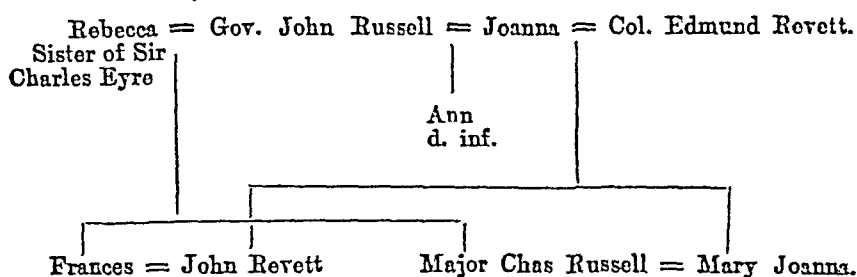 Rebecca = Gov. John Russell = Joanna = Col. Edmund Revett.
Sister of Sir
Charles Eyre
Ann
d. inf.
Frances = John Revett Major Chas Russell = Mary Joanna.